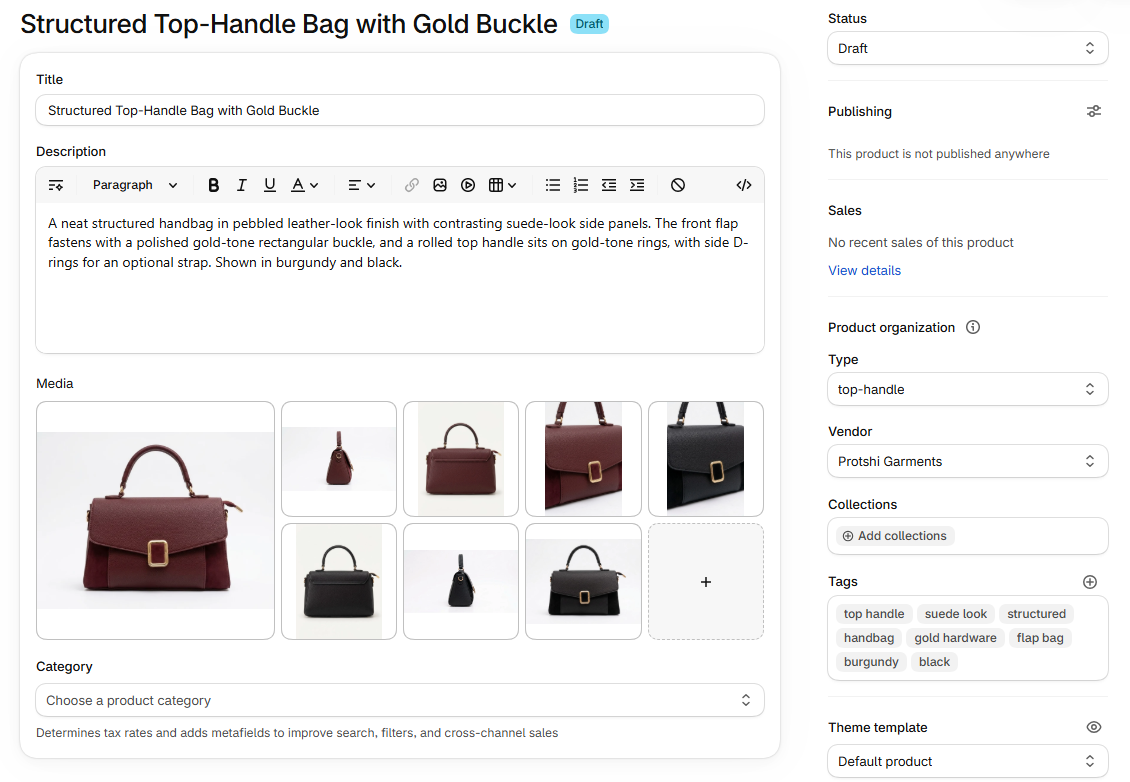 Structured Top-Handle Bag with Gold Buckle
Draft
Title
Structured Top-Handle Bag with Gold Buckle
Description
Paragraph
A neat structured handbag in pebbled leather-look finish with contrasting suede-look side panels. The front flap
fastens with a polished gold-tone rectangular buckle, and a rolled top handle sits on gold-tone rings, with side D-
rings for an optional strap. Shown in burgundy and black.
Media
Category
Choose a product category
Determines tax rates and adds metafields to improve search, filters, and cross-channel sales
Status
Draft
Publishing
This product is not published anywhere
Sales
No recent sales of this product
View details
Product organization
Type
top-handle
Vendor
Protshi Garments
Collections
Add collections
Tags
top handle suede look structured
handbag gold hardware flap bag
burgundy black
Theme template
Default product